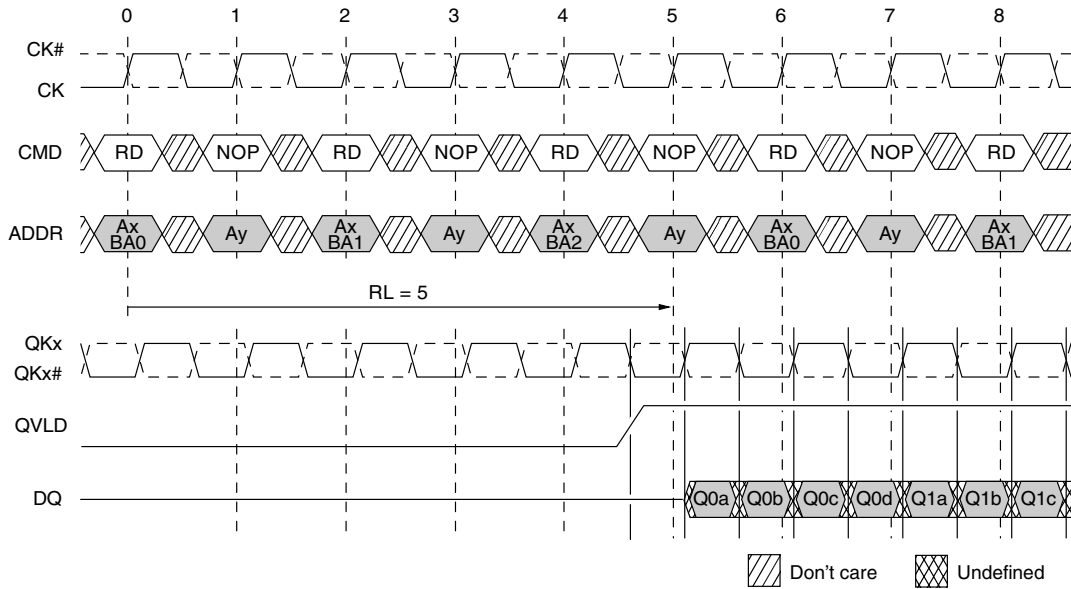 0 1 2 3 4 5 6 7 8
CK#
CK
CMD RD NOP RD NOP RD NOP RD NOP RD
ADDR Ax BA0 Ay Ax BA1 Ay Ax BA2 Ay Ax BA0 Ay Ax BA1
RL = 5
QKx
QKx#
QVLD
DQ Q0a Q0b Q0c Q0d Q1a Q1b Q1c
Don't care Undefined